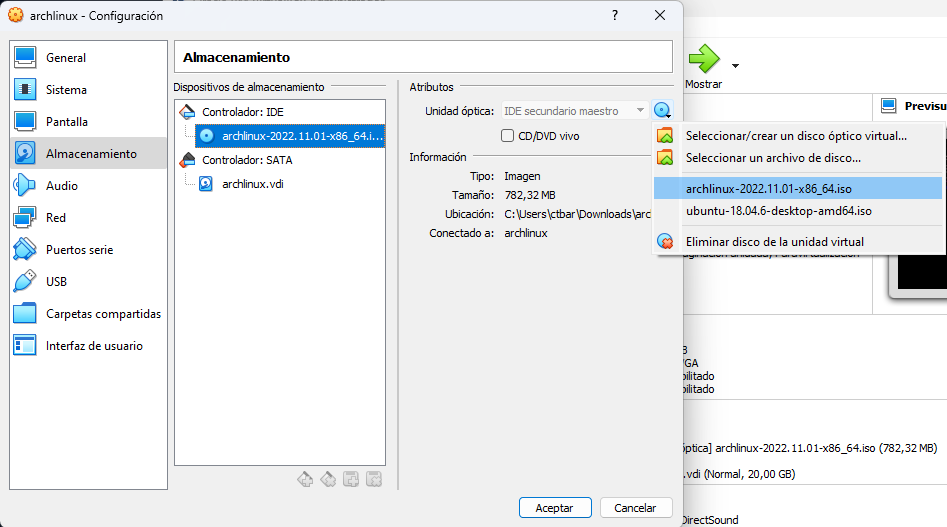 archlinux - Configuración
?
General
Sistema
Pantalla
Almacenamiento
Audio
Red
Puertos serie
USB
Carpetas compartidas
Interfaz de usuario
Almacenamiento
Dispositivos de almacenamiento
Controlador: IDE
archlinux-2022.11.01-x86_64.i...
Controlador: SATA
archlinux.vdi
Atributos
Unidad óptica: IDE secundario maestro
CD/DVD vivo
Información
Tipo: Imagen
Tamaño: 782,32 MB
Ubicación: C:\Users\ctbar\Downloads\arc
Conectado a: archlinux
Aceptar
Cancelar
Mostrar
Previsu
Seleccionar/crear un disco óptico virtual...
Seleccionar un archivo de disco...
archlinux-2022.11.01-x86_64.iso
ubuntu-18.04.6-desktop-amd64.iso
Eliminar disco de la unidad virtual
B
VGA
bilitado
bilitado
óptica] archlinux-2022.11.01-x86_64.iso (782,32 MB)
.vdi (Normal, 20,00 GB)
DirectSound